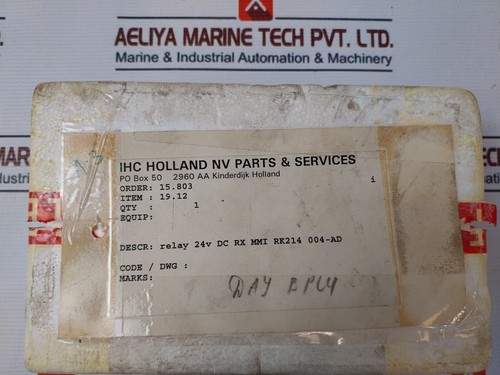 AELIYA MARINE TECH PVT. LTD.
Marine & Industrial Automation & Machinery
IHC HOLLAND NV PARTS & SERVICES
PO Box 50 2960 AA Kinderdijk Holland
ORDER: 15.803 i
ITEM : 19.12
QTY : 1
EQUIP:
DESCR: relay 24v DC RX MMI RK214 004-AD
CODE / DWG :
MARKS: